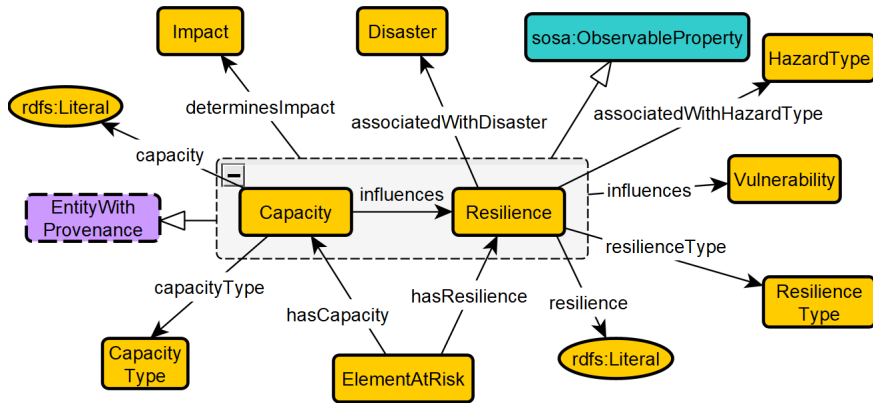 Impact
Disaster
sosa:ObservableProperty
HazardType
rdfs:Literal
determinesImpact
associatedWithDisaster
associatedWithHazardType
capacity
EntityWith
Provenance
Capacity
influences
Resilience
influences
Vulnerability
capacityType
hasCapacity
hasResilience
resilience
resilienceType
Resilience
Type
Capacity
Type
ElementAtRisk
rdfs:Literal